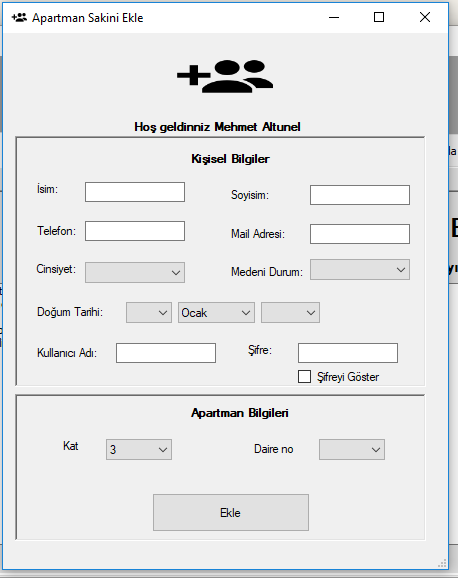 Apartman Sakini Ekle
Hoş geldinniz Mehmet Altunel
Kişisel Bilgiler
İsim:
Soyisim:
Telefon:
Mail Adresi:
Cinsiyet:
Medeni Durum:
Doğum Tarihi:
Ocak
Kullanıcı Adı:
Şifre:
Şifreyi Göster
Apartman Bilgileri
Kat
3
Daire no
Ekle